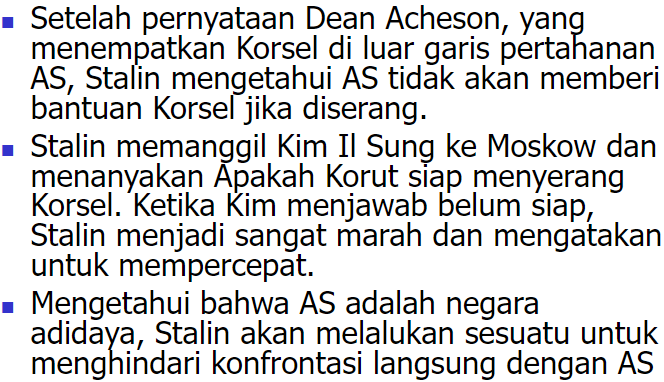 Setelah pernyataan Dean Acheson, yang
menempatkan Korsel di luar garis pertahanan
AS, Stalin mengetahui AS tidak akan memberi
bantuan Korsel jika diserang.
Stalin memanggil Kim Il Sung ke Moskow dan
menanyakan Apakah Korut siap menyerang
Korsel. Ketika Kim menjawab belum siap,
Stalin menjadi sangat marah dan mengatakan
untuk mempercepat.
Mengetahui bahwa AS adalah negara
adidaya, Stalin akan melalukan sesuatu untuk
menghindari konfrontasi langsung dengan AS